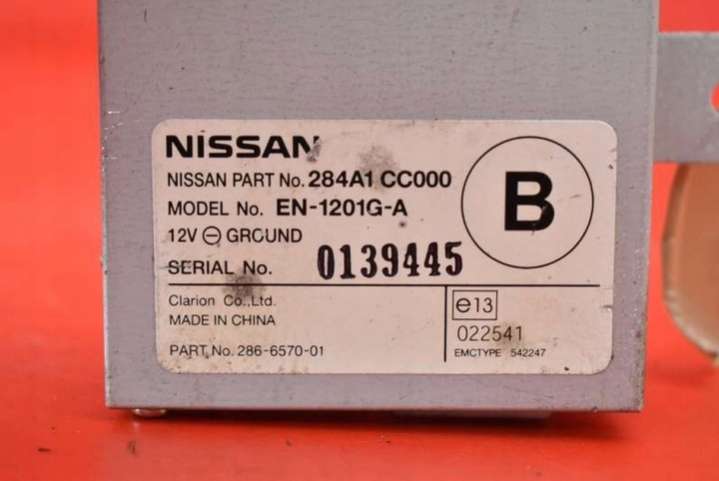 NISSAN
NISSAN PART No. 284A1 CC000
MODEL No. EN-1201G-A
12V ⊖ GROUND
SERIAL No. 0139445
B
Clarion Co., Ltd.
MADE IN CHINA
PART No. 286-6570-01
e13
022541
EMCTYPE 542247